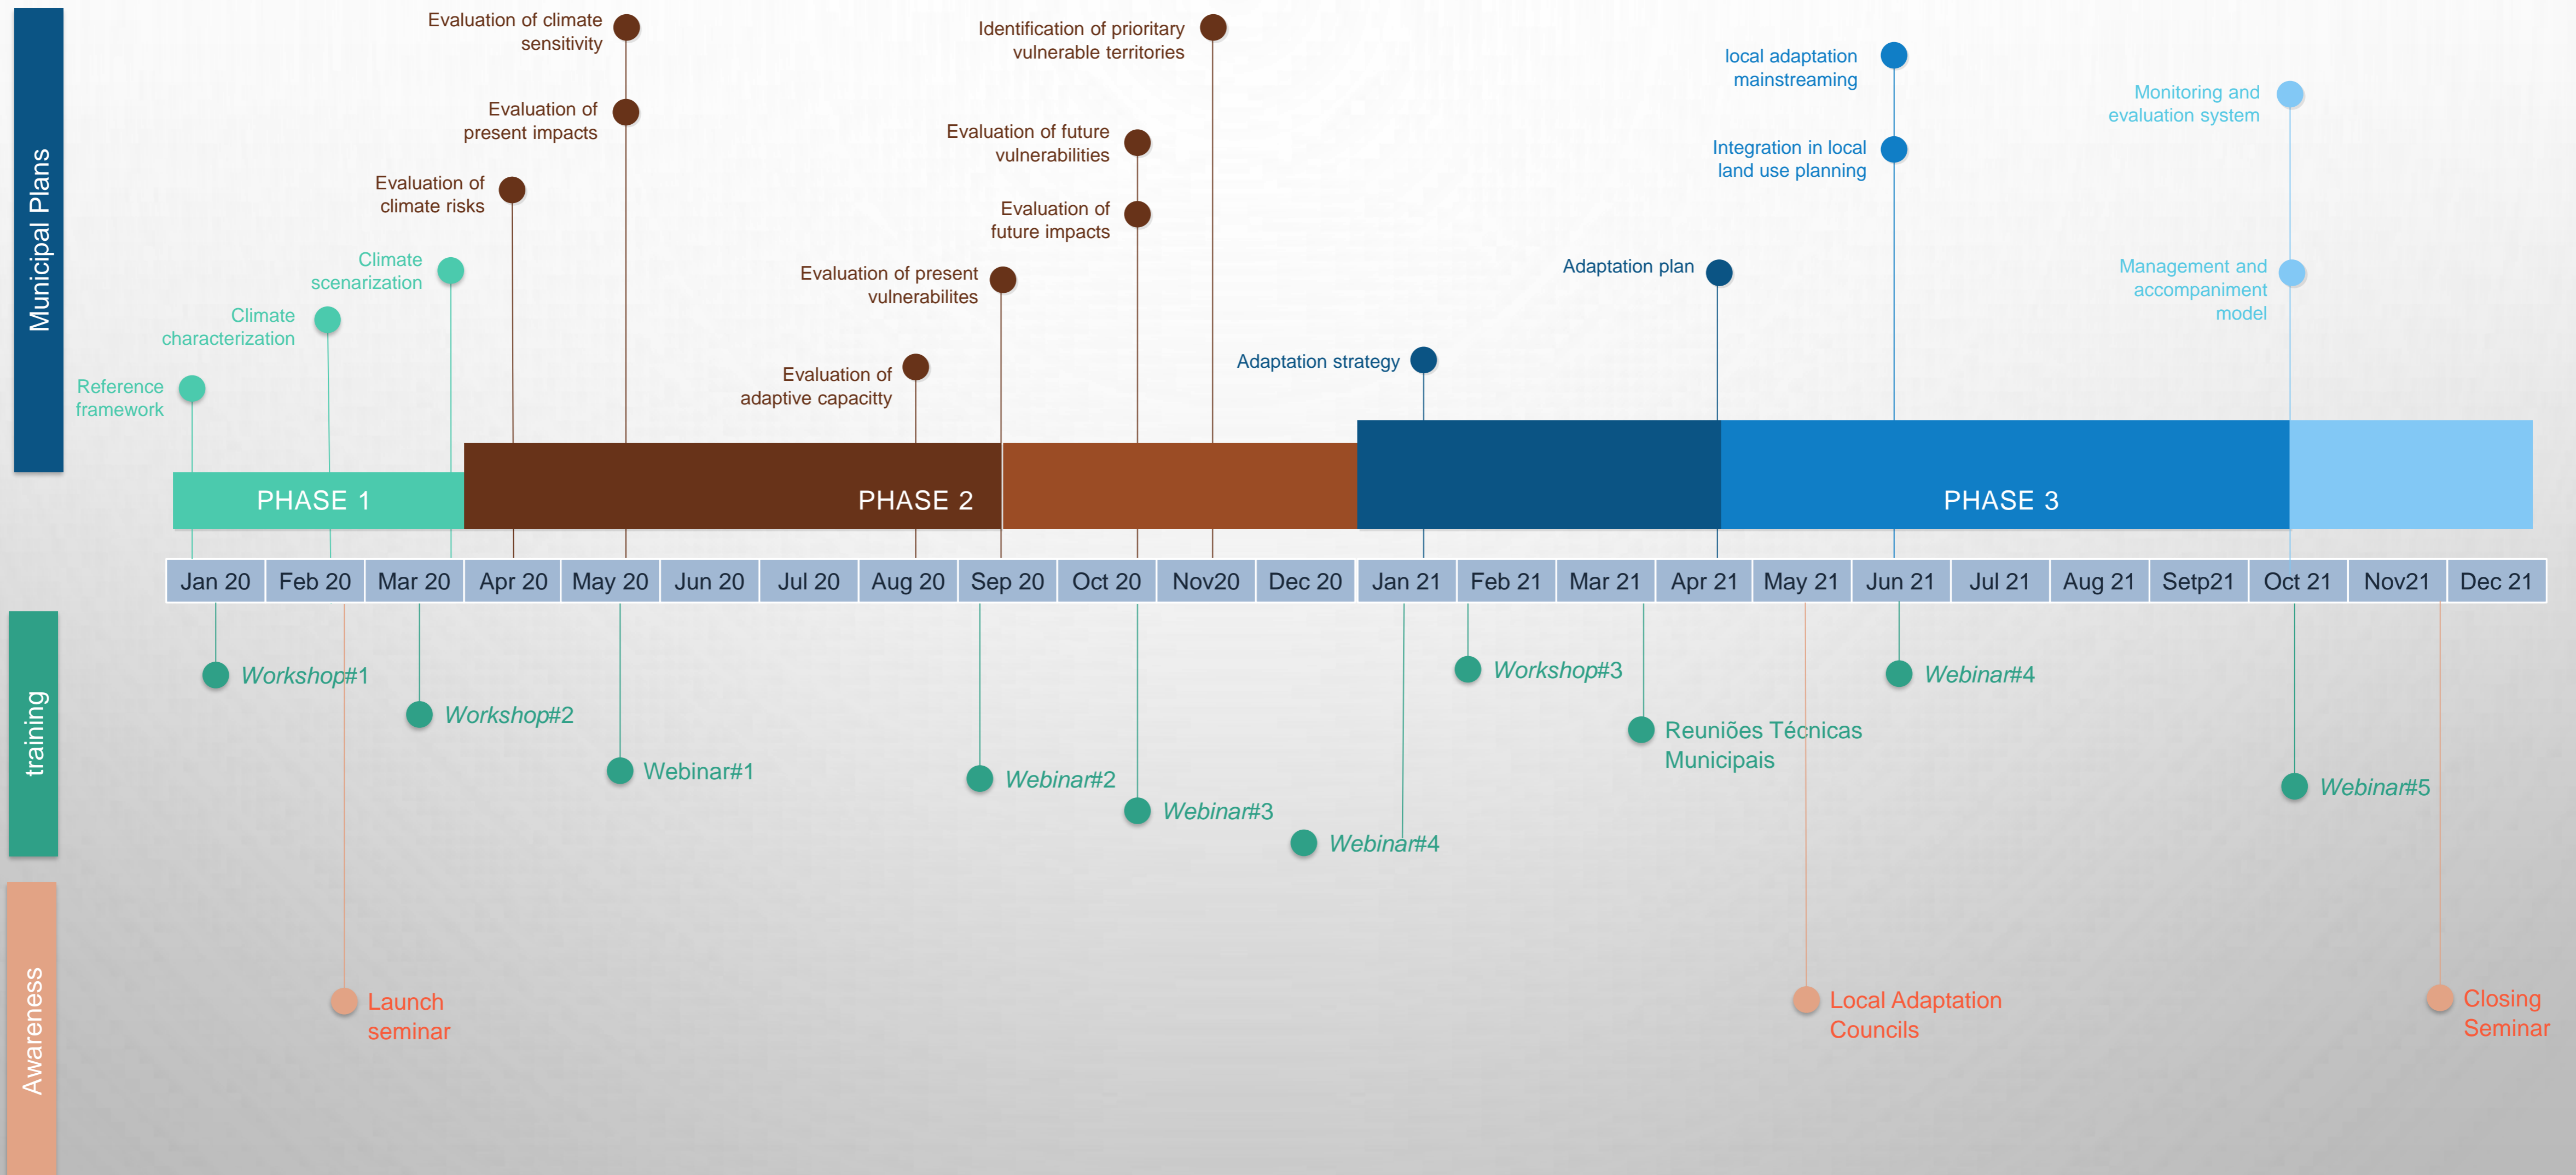 Municipal Plans
Evaluation of climate
sensitivity
Identification of prioritary
vulnerable territories
local adaptation
mainstreaming
Monitoring and
evaluation system
Evaluation of
present impacts
Evaluation of future
vulnerabilities
Integration in local
land use planning
Evaluation of
climate risks
Evaluation of
future impacts
Climate
scenarization
Evaluation of present
vulnerabilites
Adaptation plan
Management and
accompaniment
model
Climate
characterization
Reference
framework
Evaluation of
adaptive capacitty
Adaptation strategy
PHASE 1
PHASE 2
PHASE 3
Jan 20
Feb 20
Mar 20
Apr 20
May 20
Jun 20
Jul 20
Aug 20
Sep 20
Oct 20
Nov20
Dec 20
Jan 21
Feb 21
Mar 21
Apr 21
May 21
Jun 21
Jul 21
Aug 21
Setp21
Oct 21
Nov21
Dec 21
training
Workshop#1
Workshop#2
Webinar#1
Webinar#2
Webinar#3
Webinar#4
Workshop#3
Reuniões Técnicas
Municipais
Webinar#4
Webinar#5
Awareness
Launch
seminar
Local Adaptation
Councils
Closing
Seminar